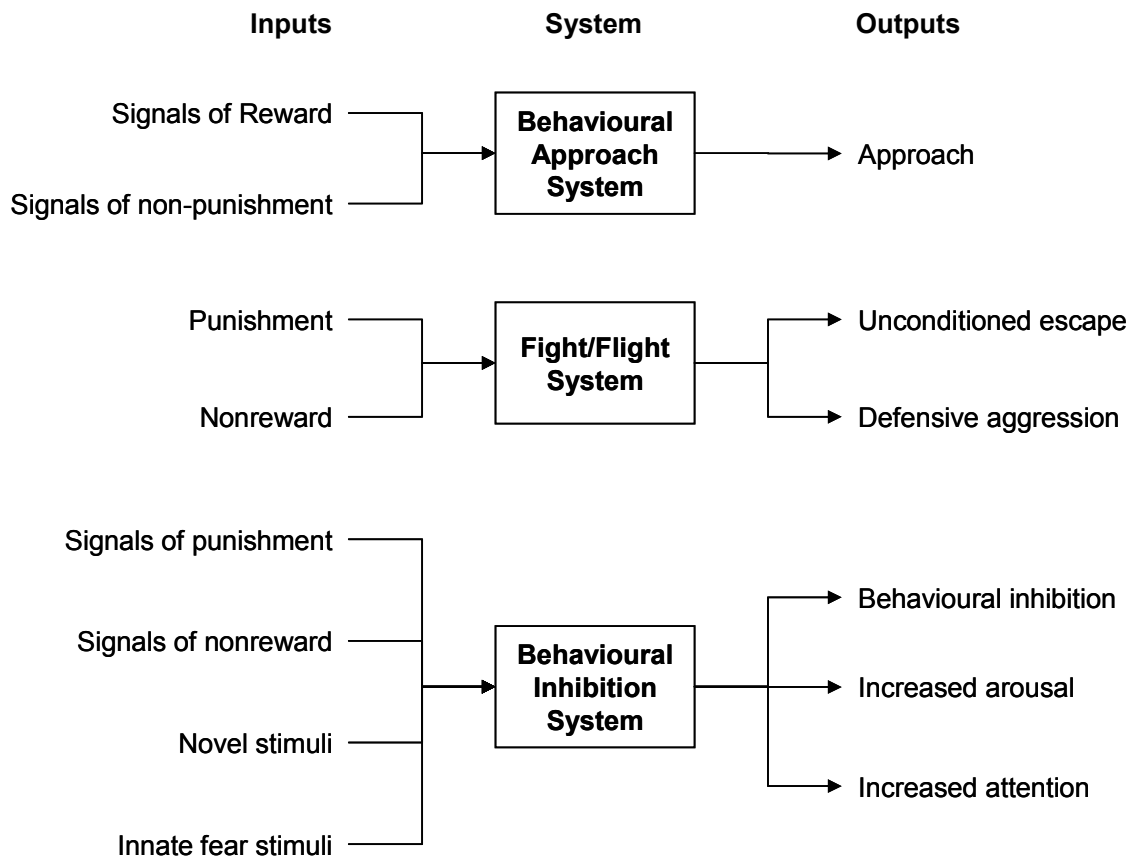 Inputs System Outputs
Signals of Reward
Signals of non-punishment
Behavioural
Approach
System
Approach
Punishment
Nonreward
Fight/Flight
System
Unconditioned escape
Defensive aggression
Signals of punishment
Signals of nonreward
Novel stimuli
Innate fear stimuli
Behavioural
Inhibition
System
Behavioural inhibition
Increased arousal
Increased attention